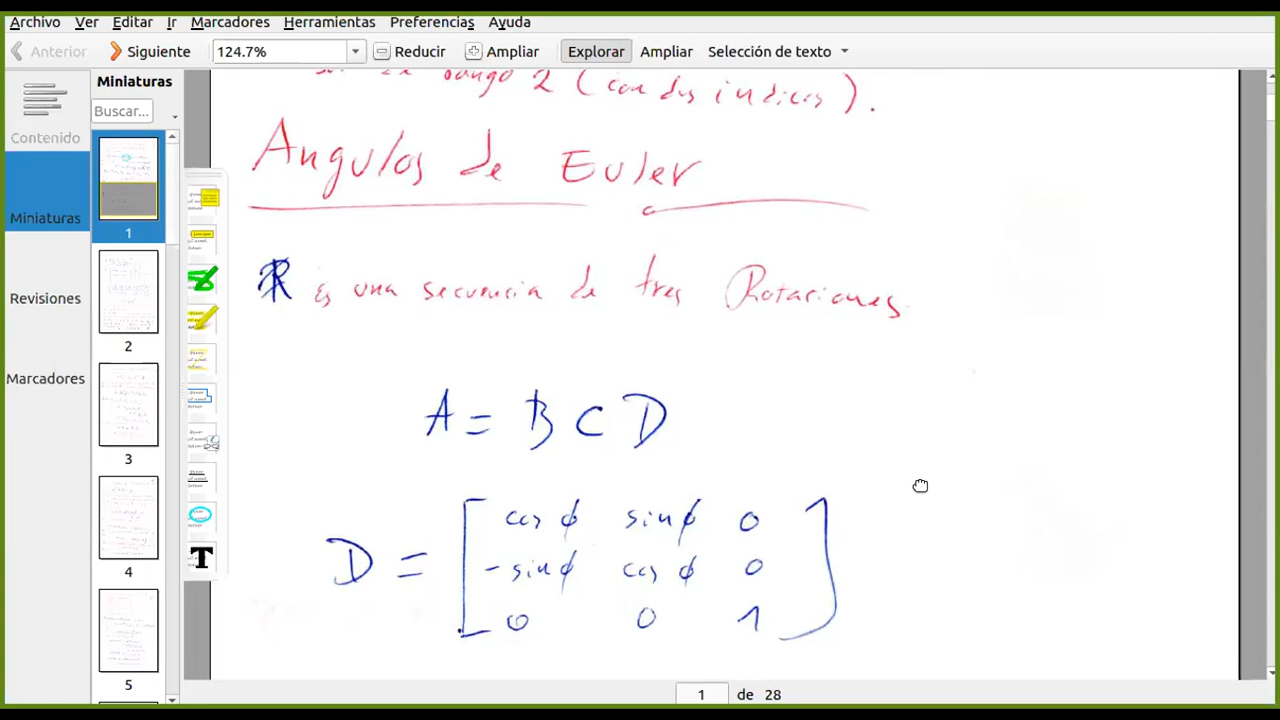 Archivo Ver Editar Ir Marcadores Herramientas Preferencias Ayuda
Anterior Siguiente 124.7% Reducir Ampliar Explorar Ampliar Selección de texto
Contenido
Miniaturas
Revisiones
Marcadores
Miniaturas
Buscar...
1
2
3
4
5
rango 2 (con dos indices).
Angulos de Euler
es una secuencia de tres Rotaciones
A = B C D
D = [ cos ϕ sin ϕ 0
-sin ϕ cos ϕ 0
0 0 1 ]
T
1 de 28